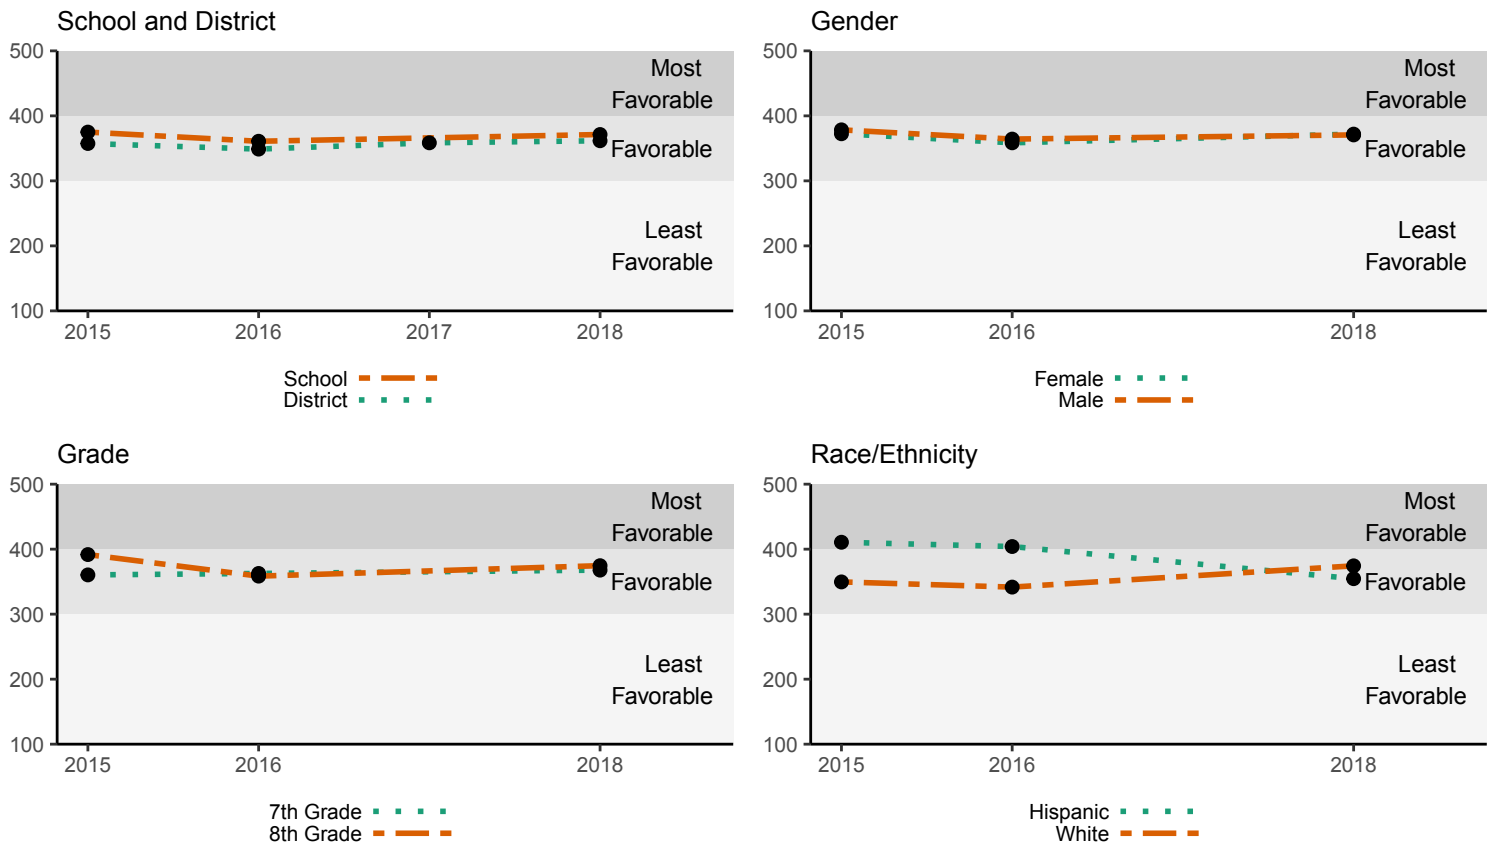 School and District
500
400
300
200
100
Most
Favorable
Favorable
Least
Favorable
2015 2016 2017 2018
School
District
Gender
500
400
300
200
100
Most
Favorable
Favorable
Least
Favorable
2015 2016 2018
Female
Male
Grade
500
400
300
200
100
Most
Favorable
Favorable
Least
Favorable
2015 2016 2018
7th Grade
8th Grade
Race/Ethnicity
500
400
300
200
100
Most
Favorable
Favorable
Least
Favorable
2015 2016 2018
Hispanic
White